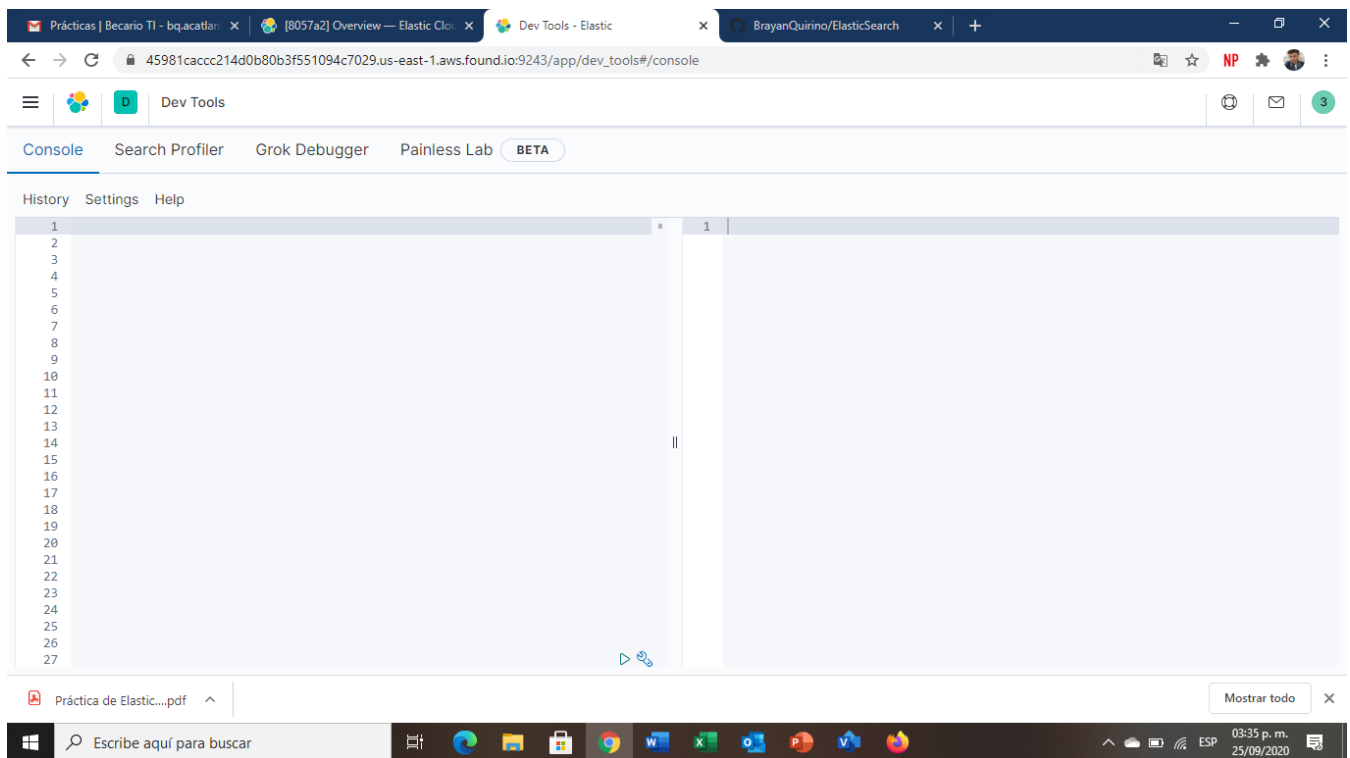 Prácticas | Becario TI - bq.acatlan
[8057a2] Overview — Elastic Clou
Dev Tools - Elastic
BrayanQuirino/ElasticSearch
45981caccc214d0b80b3f551094c7029.us-east-1.aws.found.io:9243/app/dev_tools#/console
NP
D Dev Tools
3
Console Search Profiler Grok Debugger Painless Lab BETA
History Settings Help
1 1
2
3
4
5
6
7
8
9
10
11
12
13
14
15
16
17
18
19
20
21
22
23
24
25
26
27
Práctica de Elastic....pdf
Mostrar todo
Escribe aquí para buscar
ESP
03:35 p. m.
25/09/2020